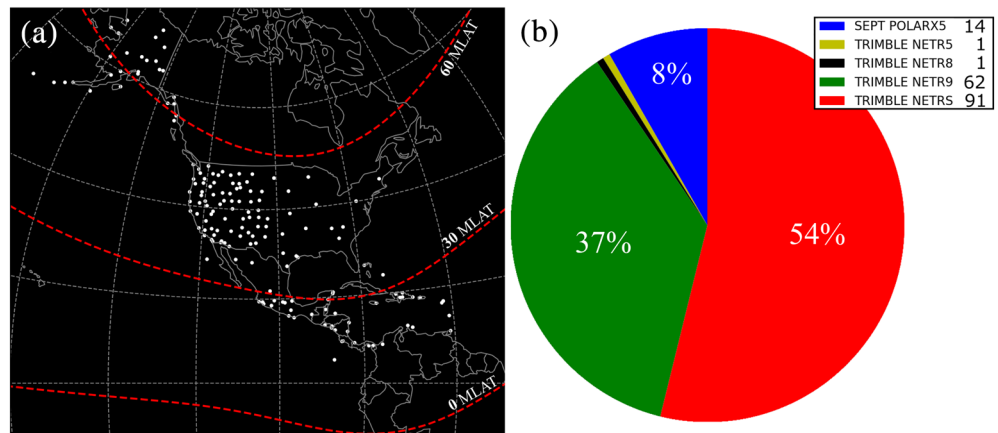 (a)
60 MLAT
30 MLAT
0 MLAT
(b)
SEPT POLARX5 14
TRIMBLE NETR5 1
TRIMBLE NETR8 1
TRIMBLE NETR9 62
TRIMBLE NETRS 91
8%
37%
54%